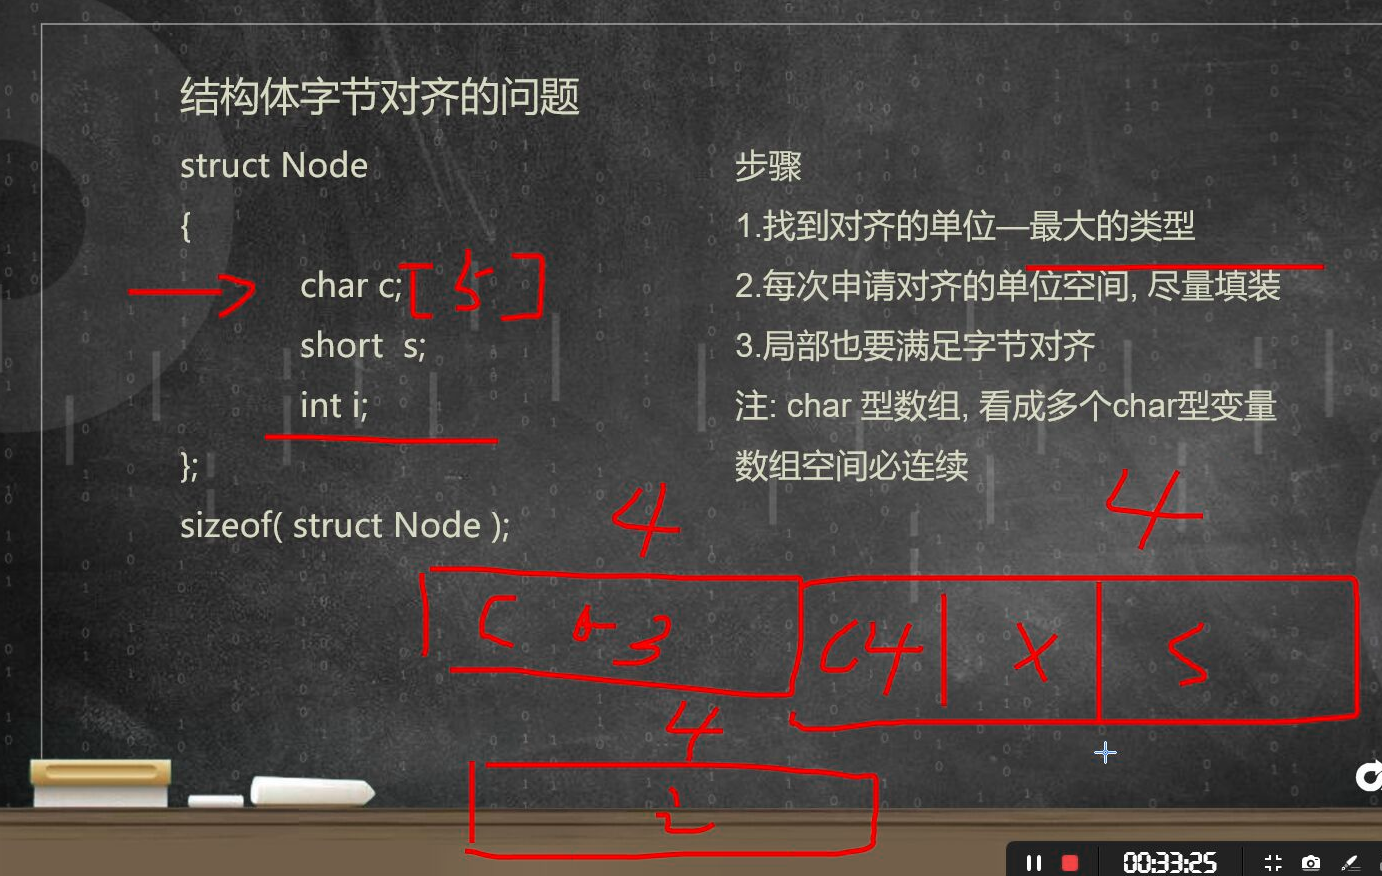 结构体字节对齐的问题
struct Node
{
char c;[5]
short s;
int i;
};
sizeof( struct Node );
步骤
1.找到对齐的单位—最大的类型
2.每次申请对齐的单位空间, 尽量填装
3.局部也要满足字节对齐
注: char 型数组, 看成多个char型变量
数组空间必连续
4
4
C 0-3
C4 X S
4
00:33:25